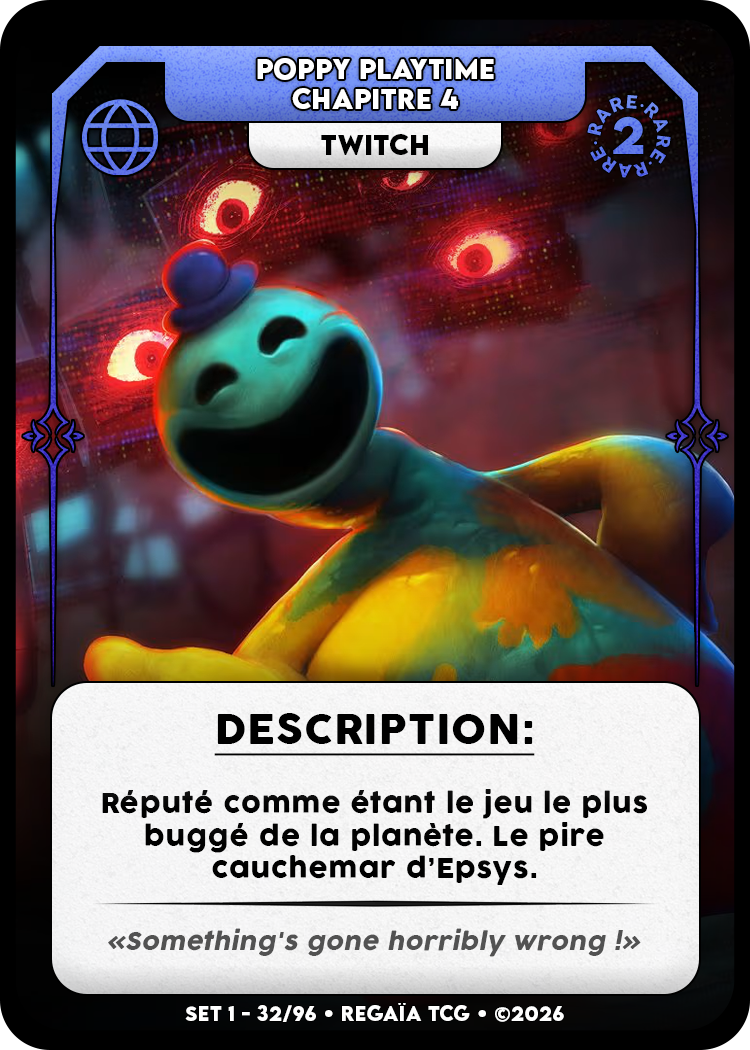 POPPY PLAYTIME
CHAPITRE 4
TWITCH
RARE·RARE·RARE·RARE·
2
DESCRIPTION:
Réputé comme étant le jeu le plus
buggé de la planète. Le pire
cauchemar d'Epsys.
«Something's gone horribly wrong !»
SET 1 - 32/96 • REGAÏA TCG • ©2026